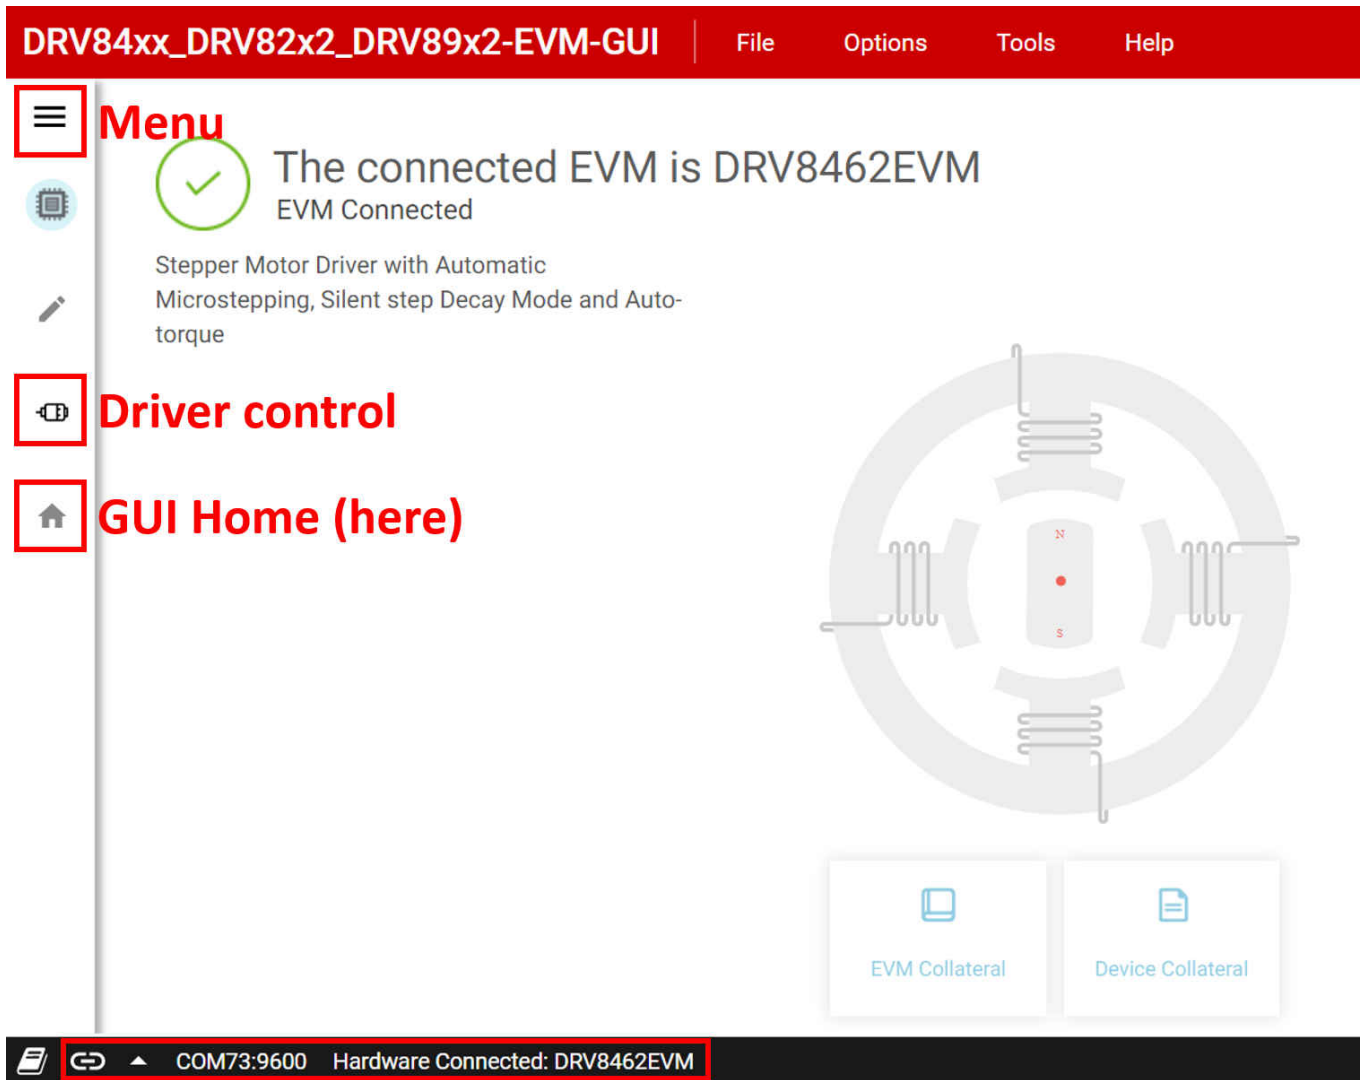 DRV84xx_DRV82x2_DRV89x2-EVM-GUI File Options Tools Help
Menu
The connected EVM is DRV8462EVM
EVM Connected
Stepper Motor Driver with Automatic
Microstepping, Silent step Decay Mode and Auto-
torque
Driver control
GUI Home (here)
N
S
EVM Collateral
Device Collateral
COM73:9600 Hardware Connected: DRV8462EVM